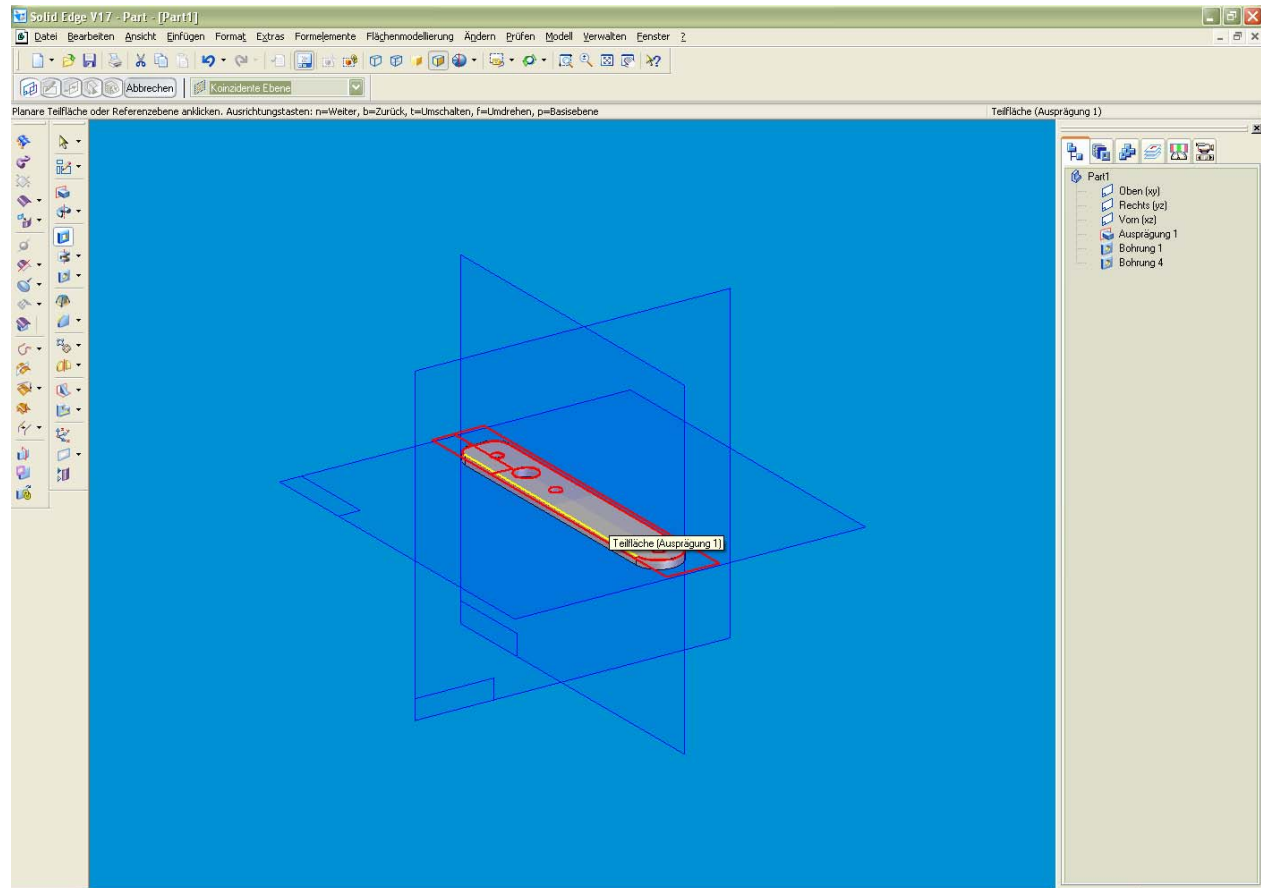 Solid Edge V17 - Part - [Part1]
Datei Bearbeiten Ansicht Einfügen Format Extras Formelemente Flächenmodellierung Ändern Prüfen Modell Verwalten Fenster ?
Abbrechen Koinzidente Ebene
Planare Teilfläche oder Referenzebene anklicken. Ausrichtungstasten: n=Weiter, b=Zurück, t=Umschalten, f=Umdrehen, p=Basisebene Teilfläche (Ausprägung 1)
Part1
Oben (xy)
Rechts (yz)
Vorn (xz)
Ausprägung 1
Bohrung 1
Bohrung 4
Teilfläche (Ausprägung 1)